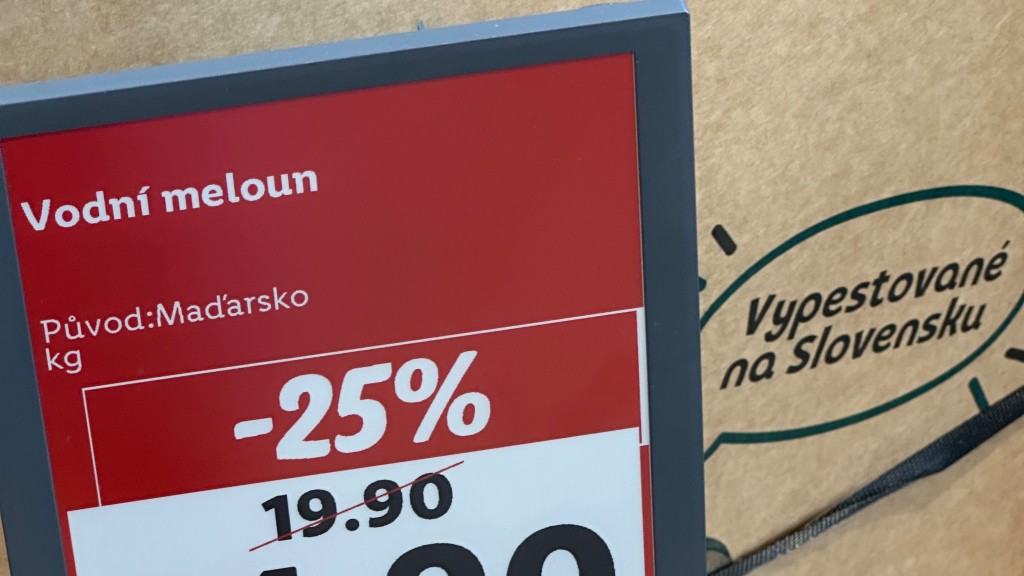 Vodní meloun
Původ:Maďarsko
kg
-25%
19.90
Vypestované
na Slovensku